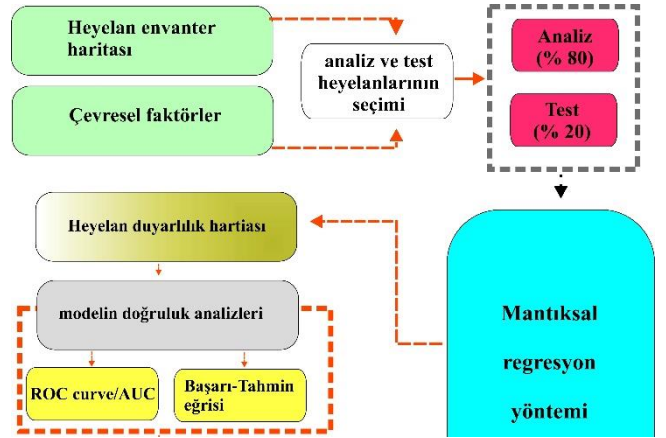 Heyelan envanter
haritası
Çevresel faktörler
analiz ve test
heyelanlarının
seçimi
Analiz
(% 80)
Test
(% 20)
Mantıksal
regresyon
yöntemi
Heyelan duyarlılık hartiası
modelin doğruluk analizleri
ROC curve/AUC
Başarı-Tahmin
eğrisi